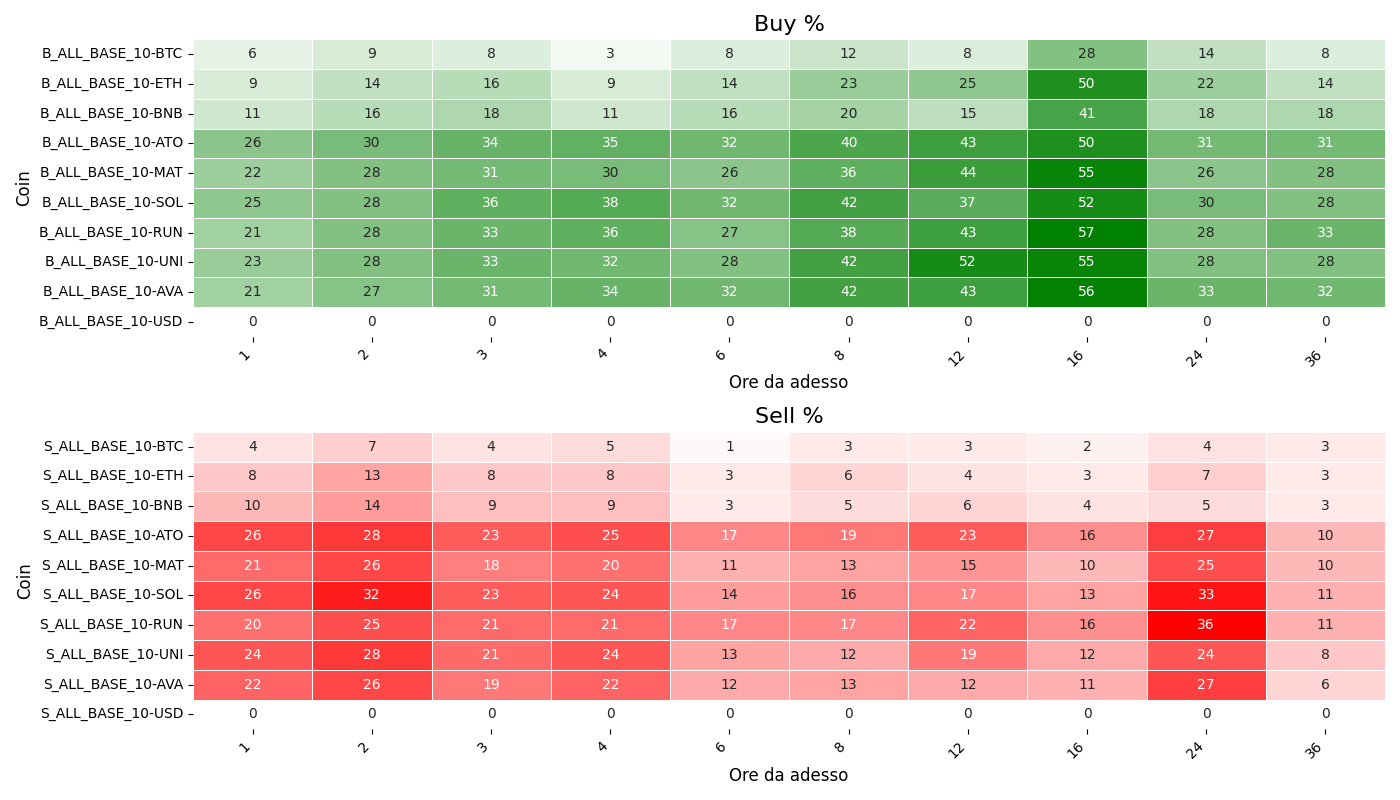 Buy %
Coin
B_ALL_BASE_10-BTC 6 9 8 3 8 12 8 28 14 8
B_ALL_BASE_10-ETH 9 14 16 9 14 23 25 50 22 14
B_ALL_BASE_10-BNB 11 16 18 11 16 20 15 41 18 18
B_ALL_BASE_10-ATO 26 30 34 35 32 40 43 50 31 31
B_ALL_BASE_10-MAT 22 28 31 30 26 36 44 55 26 28
B_ALL_BASE_10-SOL 25 28 36 38 32 42 37 52 30 28
B_ALL_BASE_10-RUN 21 28 33 36 27 38 43 57 28 33
B_ALL_BASE_10-UNI 23 28 33 32 28 42 52 55 28 28
B_ALL_BASE_10-AVA 21 27 31 34 32 42 43 56 33 32
B_ALL_BASE_10-USD 0 0 0 0 0 0 0 0 0 0
1 2 3 4 6 8 12 16 24 36
Ore da adesso
Sell %
Coin
S_ALL_BASE_10-BTC 4 7 4 5 1 3 3 2 4 3
S_ALL_BASE_10-ETH 8 13 8 8 3 6 4 3 7 3
S_ALL_BASE_10-BNB 10 14 9 9 3 5 6 4 5 3
S_ALL_BASE_10-ATO 26 28 23 25 17 19 23 16 27 10
S_ALL_BASE_10-MAT 21 26 18 20 11 13 15 10 25 10
S_ALL_BASE_10-SOL 26 32 23 24 14 16 17 13 33 11
S_ALL_BASE_10-RUN 20 25 21 21 17 17 22 16 36 11
S_ALL_BASE_10-UNI 24 28 21 24 13 12 19 12 24 8
S_ALL_BASE_10-AVA 22 26 19 22 12 13 12 11 27 6
S_ALL_BASE_10-USD 0 0 0 0 0 0 0 0 0 0
1 2 3 4 6 8 12 16 24 36
Ore da adesso